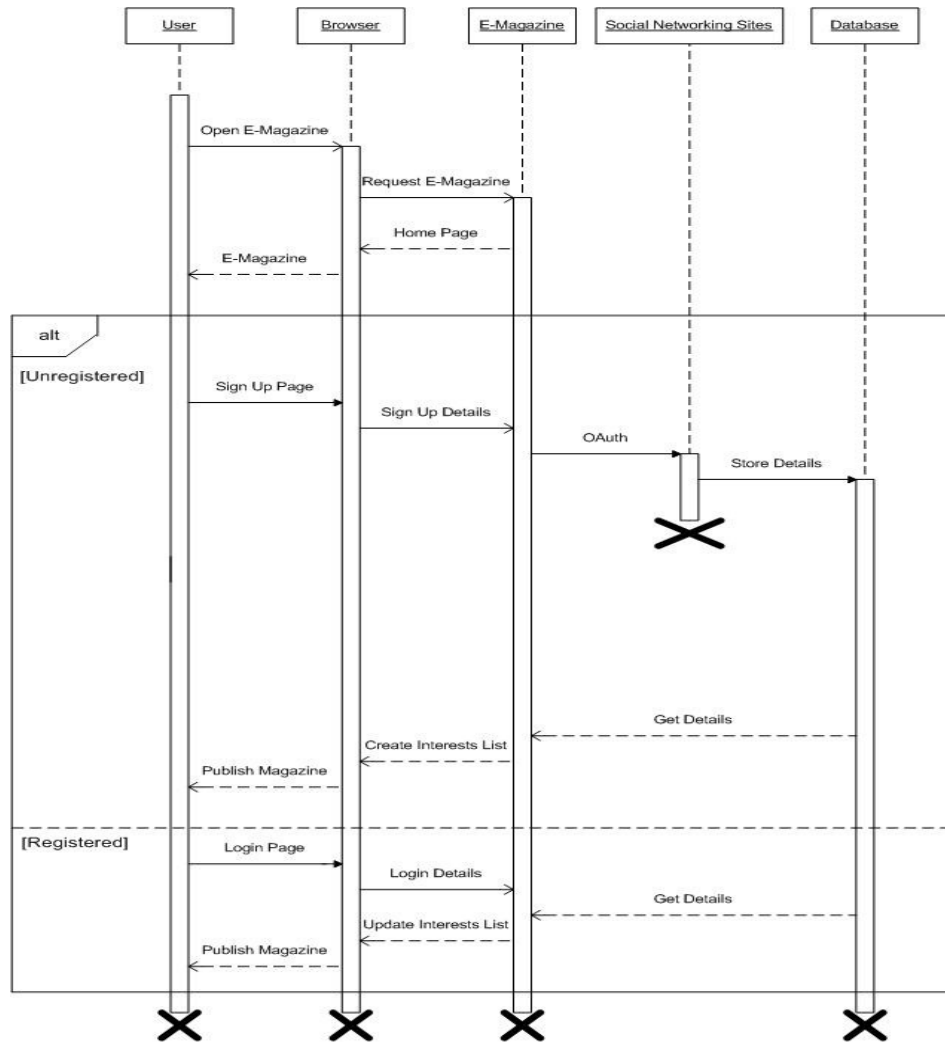 User
Browser
E-Magazine
Social Networking Sites
Database
Open E-Magazine
Request E-Magazine
Home Page
E-Magazine
alt
[Unregistered]
Sign Up Page
Sign Up Details
OAuth
Store Details
Get Details
Create Interests List
Publish Magazine
[Registered]
Login Page
Login Details
Get Details
Update Interests List
Publish Magazine